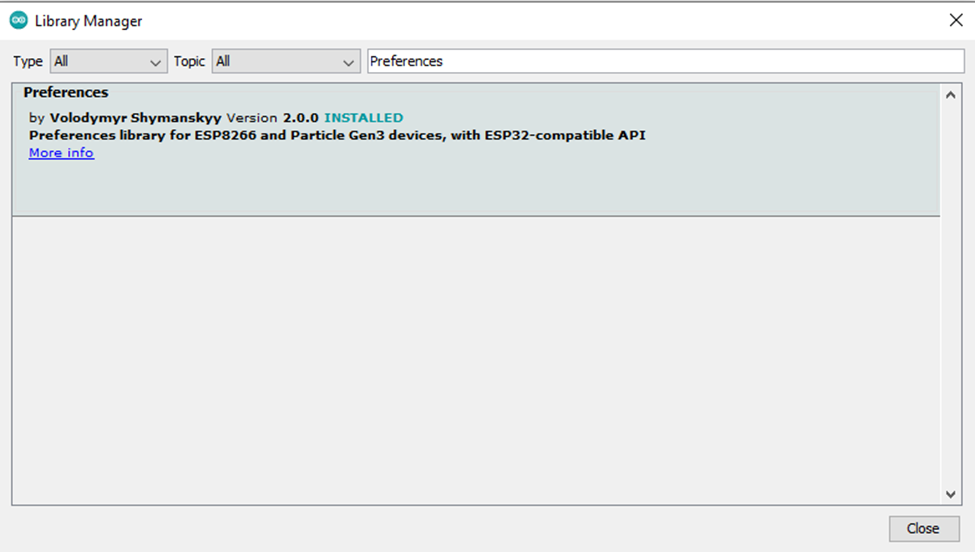 Library Manager
Type All Topic All Preferences
Preferences
by Volodymyr Shymanskyy Version 2.0.0 INSTALLED
Preferences library for ESP8266 and Particle Gen3 devices, with ESP32-compatible API
More info
Close